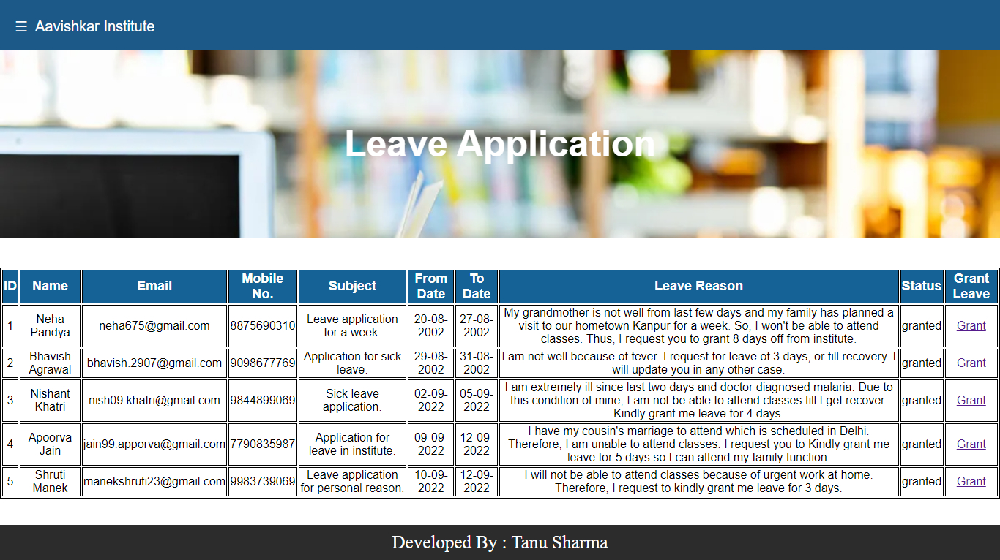 ☰ Aavishkar Institute
Leave Application
ID Name Email Mobile No. Subject From Date To Date Leave Reason Status Grant Leave
1 Neha Pandya neha675@gmail.com 8875690310 Leave application for a week. 20-08-2002 27-08-2002 My grandmother is not well from last few days and my family has planned a visit to our hometown Kanpur for a week. So, I won't be able to attend classes. Thus, I request you to grant 8 days off from institute. granted Grant
2 Bhavish Agrawal bhavish.2907@gmail.com 9098677769 Application for sick leave. 29-08-2002 31-08-2002 I am not well because of fever. I request for leave of 3 days, or till recovery. I will update you in any other case. granted Grant
3 Nishant Khatri nish09.khatri@gmail.com 9844899069 Sick leave application. 02-09-2022 05-09-2022 I am extremely ill since last two days and doctor diagnosed malaria. Due to this condition of mine, I am not be able to attend classes till I get recover. Kindly grant me leave for 4 days. granted Grant
4 Apoorva Jain jain99.apporva@gmail.com 7790835987 Application for leave in institute. 09-09-2022 12-09-2022 I have my cousin's marriage to attend which is scheduled in Delhi. Therefore, I am unable to attend classes. I request you to Kindly grant me leave for 5 days so I can attend my family function. granted Grant
5 Shruti Manek manekshruti23@gmail.com 9983739069 Leave application for personal reason. 10-09-2022 12-09-2022 I will not be able to attend classes because of urgent work at home. Therefore, I request to kindly grant me leave for 3 days. granted Grant
Developed By : Tanu Sharma